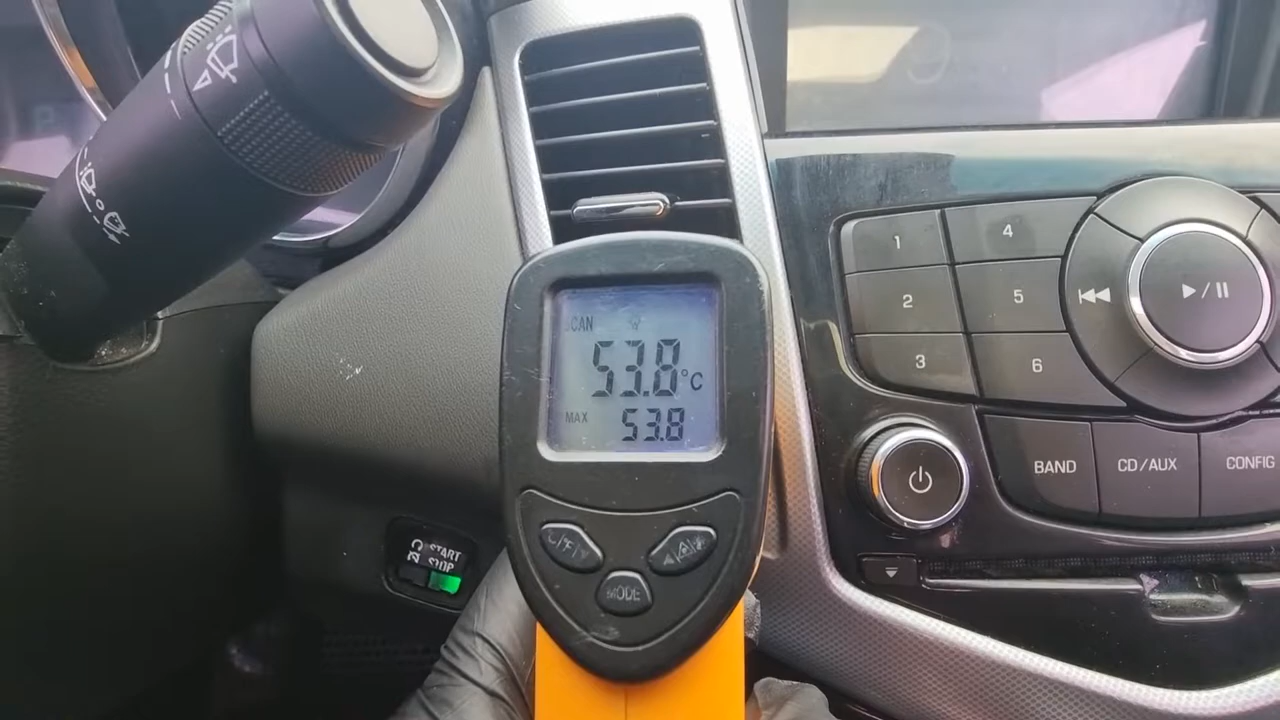 SCAN
53.8°C
MAX 53.8
MODE
START
STOP
1
4
2
5
3
6
BAND
CD/AUX
CONFIG